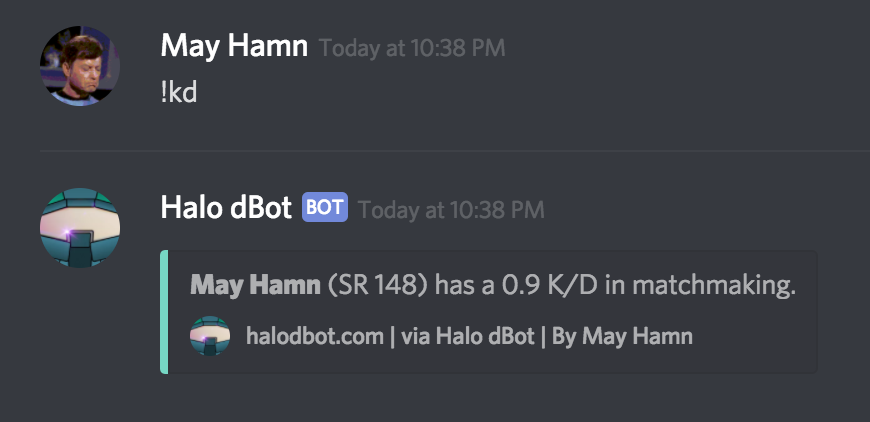 May Hamn Today at 10:38 PM
!kd
Halo dBot BOT Today at 10:38 PM
May Hamn (SR 148) has a 0.9 K/D in matchmaking.
halodbot.com | via Halo dBot | By May Hamn